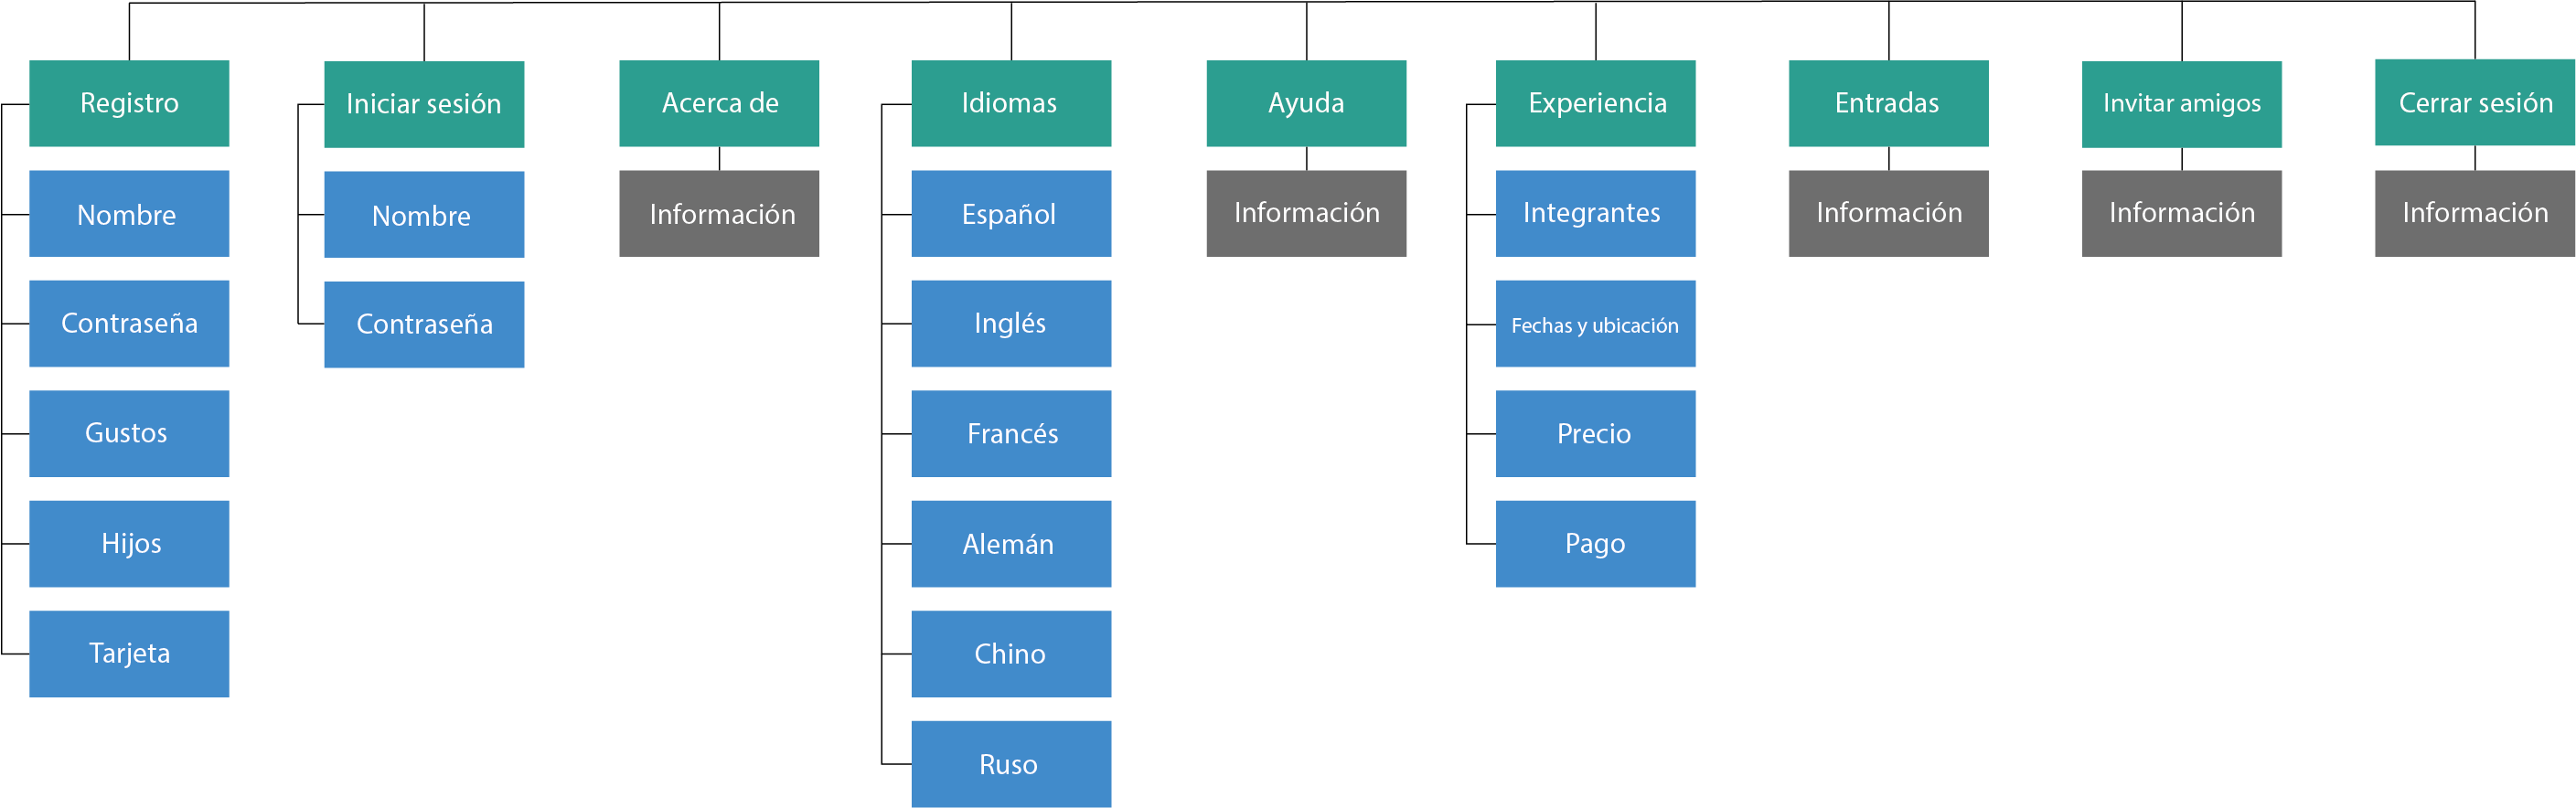 Registro
Nombre
Contraseña
Gustos
Hijos
Tarjeta
Iniciar sesión
Nombre
Contraseña
Acerca de
Información
Idiomas
Español
Inglés
Francés
Alemán
Chino
Ruso
Ayuda
Información
Experiencia
Integrantes
Fechas y ubicación
Precio
Pago
Entradas
Información
Invitar amigos
Información
Cerrar sesión
Información